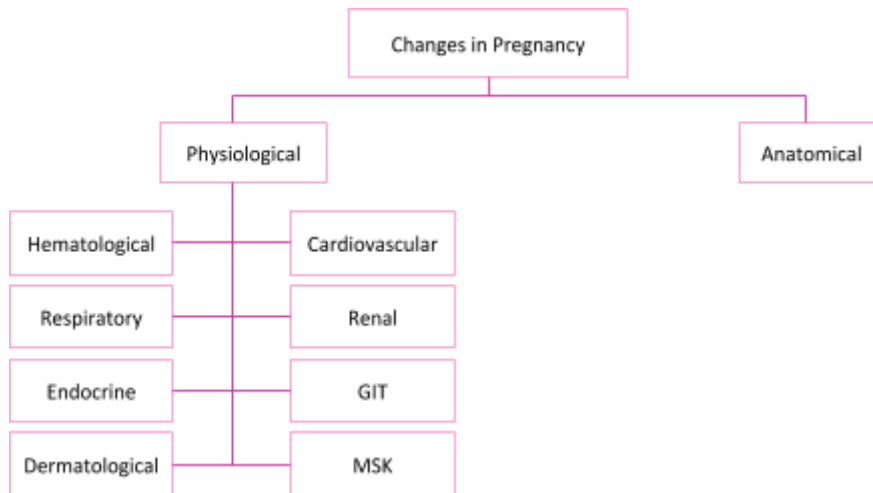 Changes in Pregnancy
Physiological
Anatomical
Hematological
Cardiovascular
Respiratory
Renal
Endocrine
GIT
Dermatological
MSK